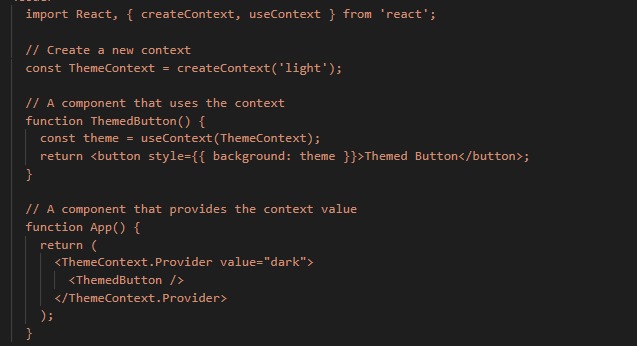 import React, { createContext, useContext } from 'react';
// Create a new context
const ThemeContext = createContext('light');
// A component that uses the context
function ThemedButton() {
const theme = useContext(ThemeContext);
return <button style={{ background: theme }}>Themed Button</button>;
}
// A component that provides the context value
function App() {
return (
<ThemeContext.Provider value="dark">
<ThemedButton />
</ThemeContext.Provider>
);
}